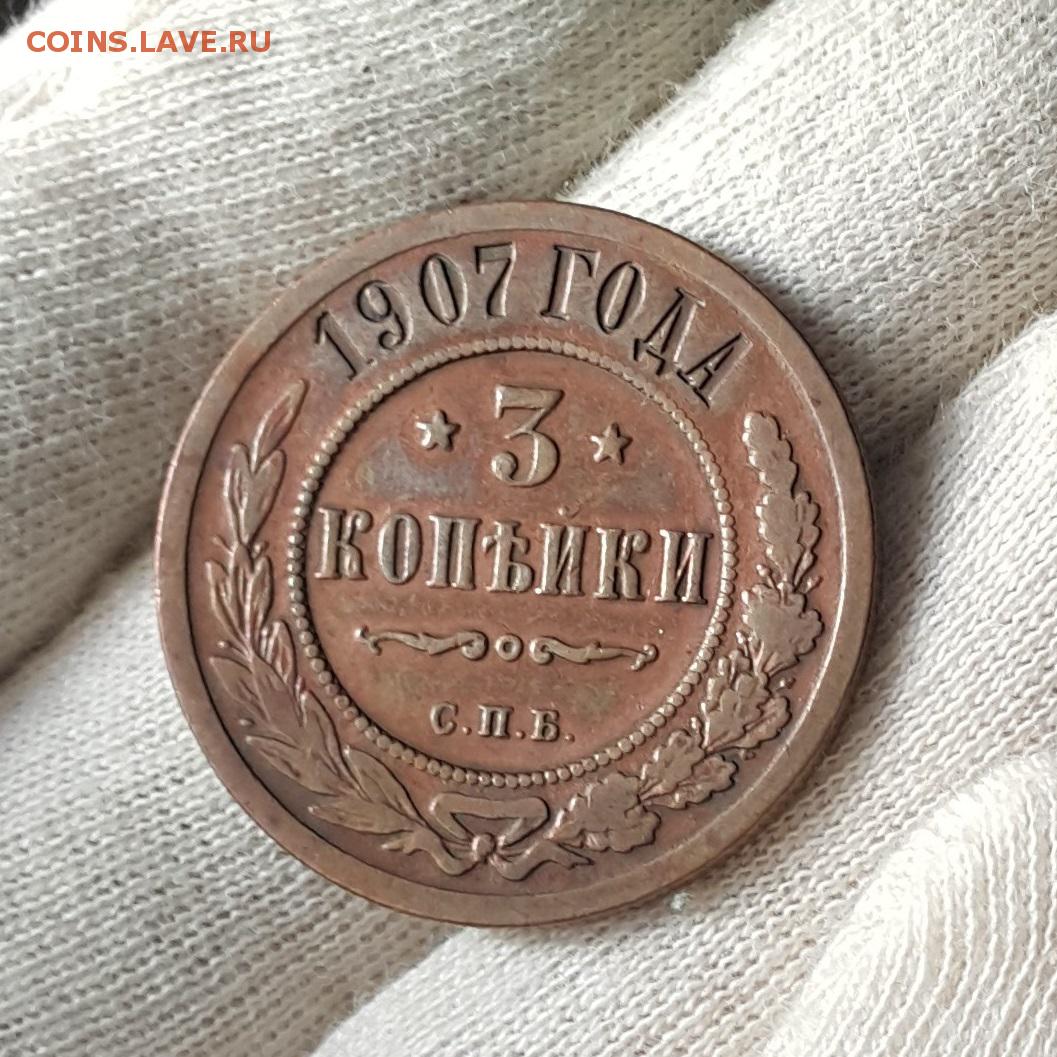 COINS.LAVE.RU
1907 ГОДА
3
КОПѢЙКИ
С.П.Б.